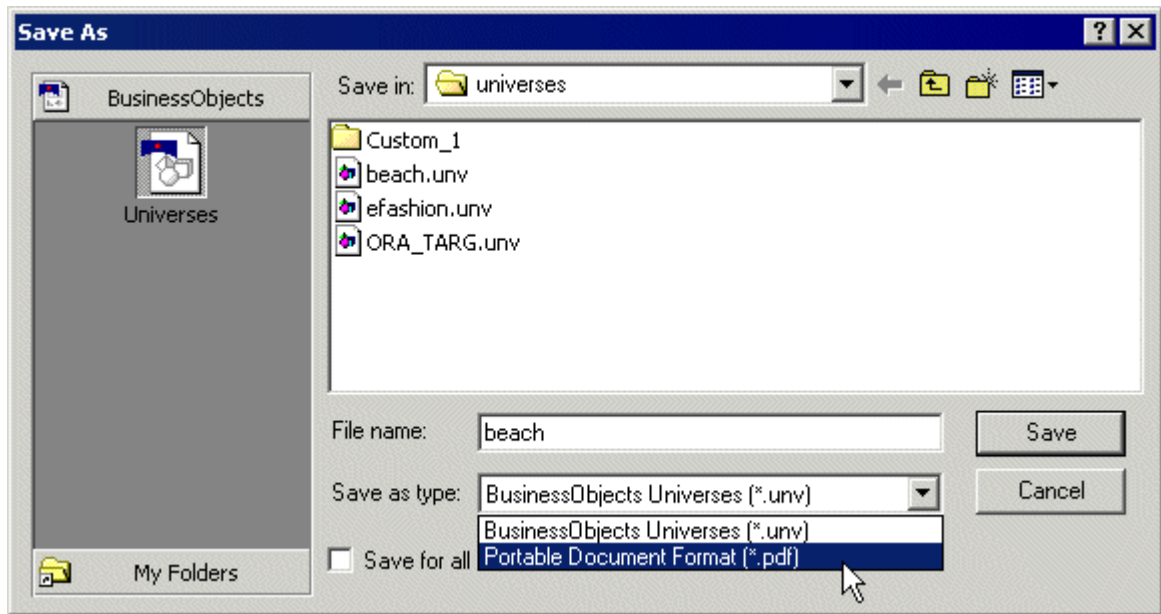 Save As
BusinessObjects
Universes
My Folders
Save in: universes
Custom_1
beach.unv
efashion.unv
ORA_TARG.unv
File name: beach
Save
Save as type: BusinessObjects Universes (*.unv)
Cancel
BusinessObjects Universes (*.unv)
Save for all Portable Document Format (*.pdf)